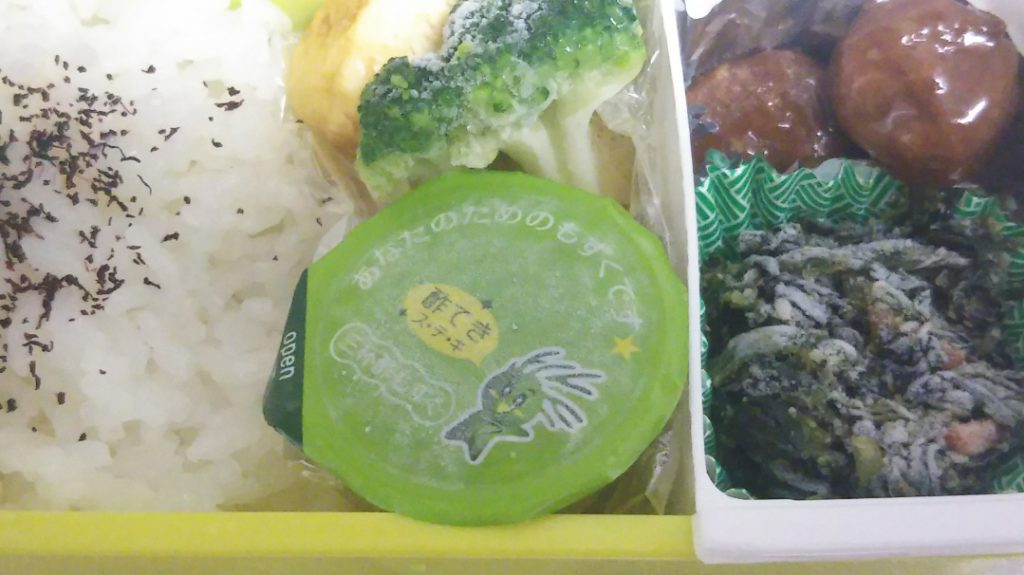 あなたのためのもずくです
酢てき
ステキ
open